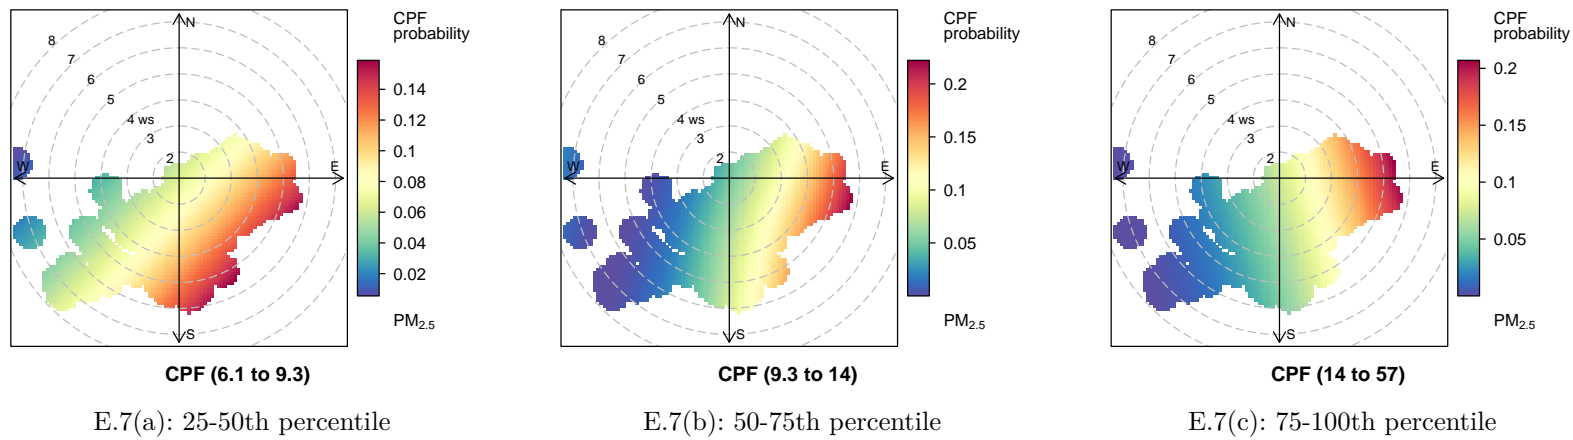 CPF
probability
N
8
7
6
5
4 ws
3
2
W
E
S
0.14
0.12
0.1
0.08
0.06
0.04
0.02
PM2.5
CPF (6.1 to 9.3)
E.7(a): 25-50th percentile
CPF
probability
N
8
7
6
5
4 ws
3
2
W
E
S
0.2
0.15
0.1
0.05
PM2.5
CPF (9.3 to 14)
E.7(b): 50-75th percentile
CPF
probability
N
8
7
6
5
4 ws
3
2
W
E
S
0.2
0.15
0.1
0.05
PM2.5
CPF (14 to 57)
E.7(c): 75-100th percentile